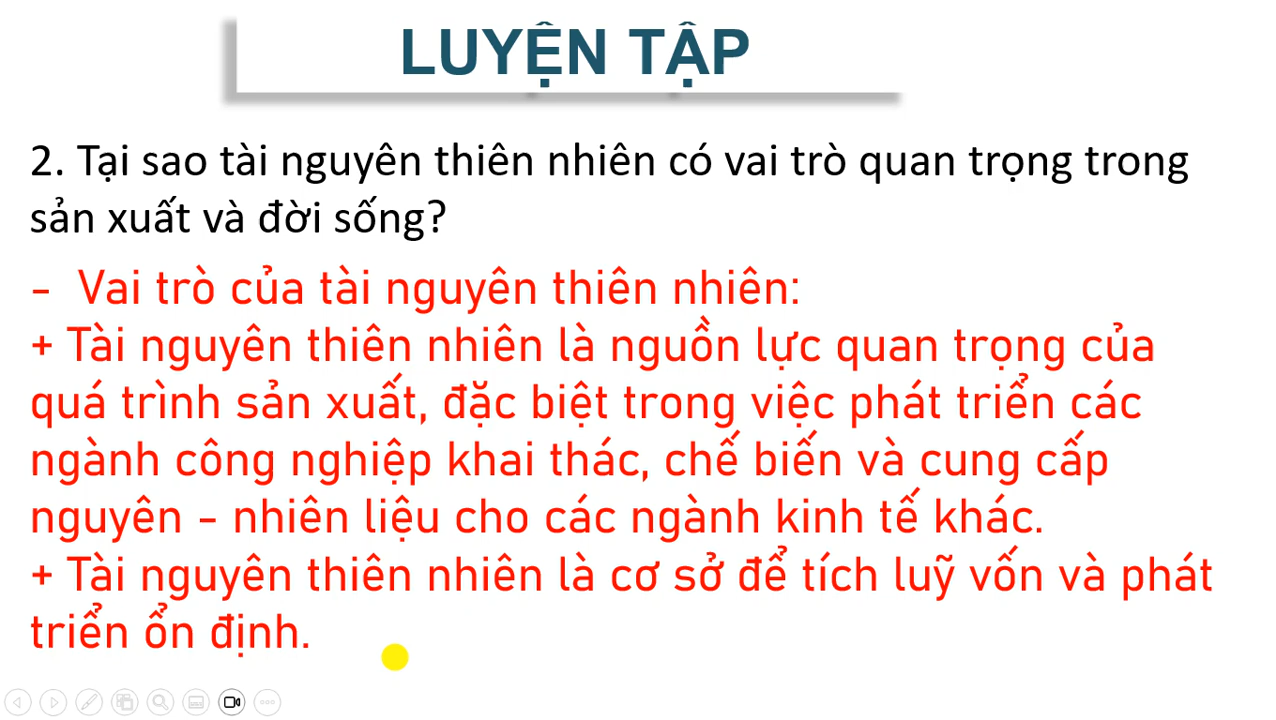 LUYỆN TẬP
2. Tại sao tài nguyên thiên nhiên có vai trò quan trọng trong
sản xuất và đời sống?
- Vai trò của tài nguyên thiên nhiên:
+ Tài nguyên thiên nhiên là nguồn lực quan trọng của
quá trình sản xuất, đặc biệt trong việc phát triển các
ngành công nghiệp khai thác, chế biến và cung cấp
nguyên - nhiên liệu cho các ngành kinh tế khác.
+ Tài nguyên thiên nhiên là cơ sở để tích luỹ vốn và phát
triển ổn định.